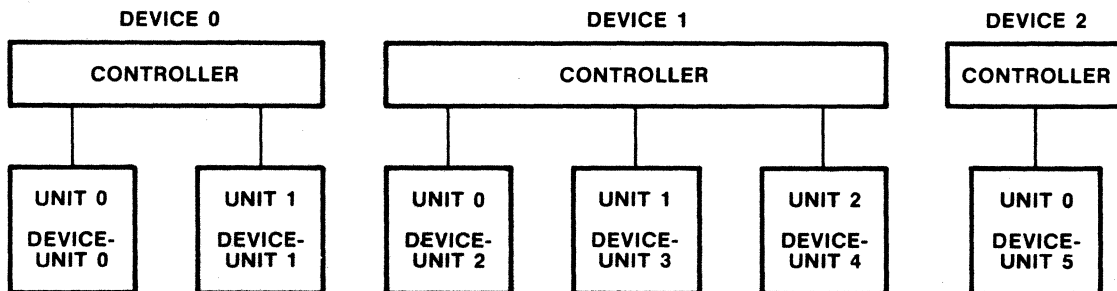 DEVICE 0
DEVICE 1
DEVICE 2
CONTROLLER
CONTROLLER
CONTROLLER
UNIT 0
DEVICE-
UNIT 0
UNIT 1
DEVICE-
UNIT 1
UNIT 0
DEVICE-
UNIT 2
UNIT 1
DEVICE-
UNIT 3
UNIT 2
DEVICE-
UNIT 4
UNIT 0
DEVICE-
UNIT 5